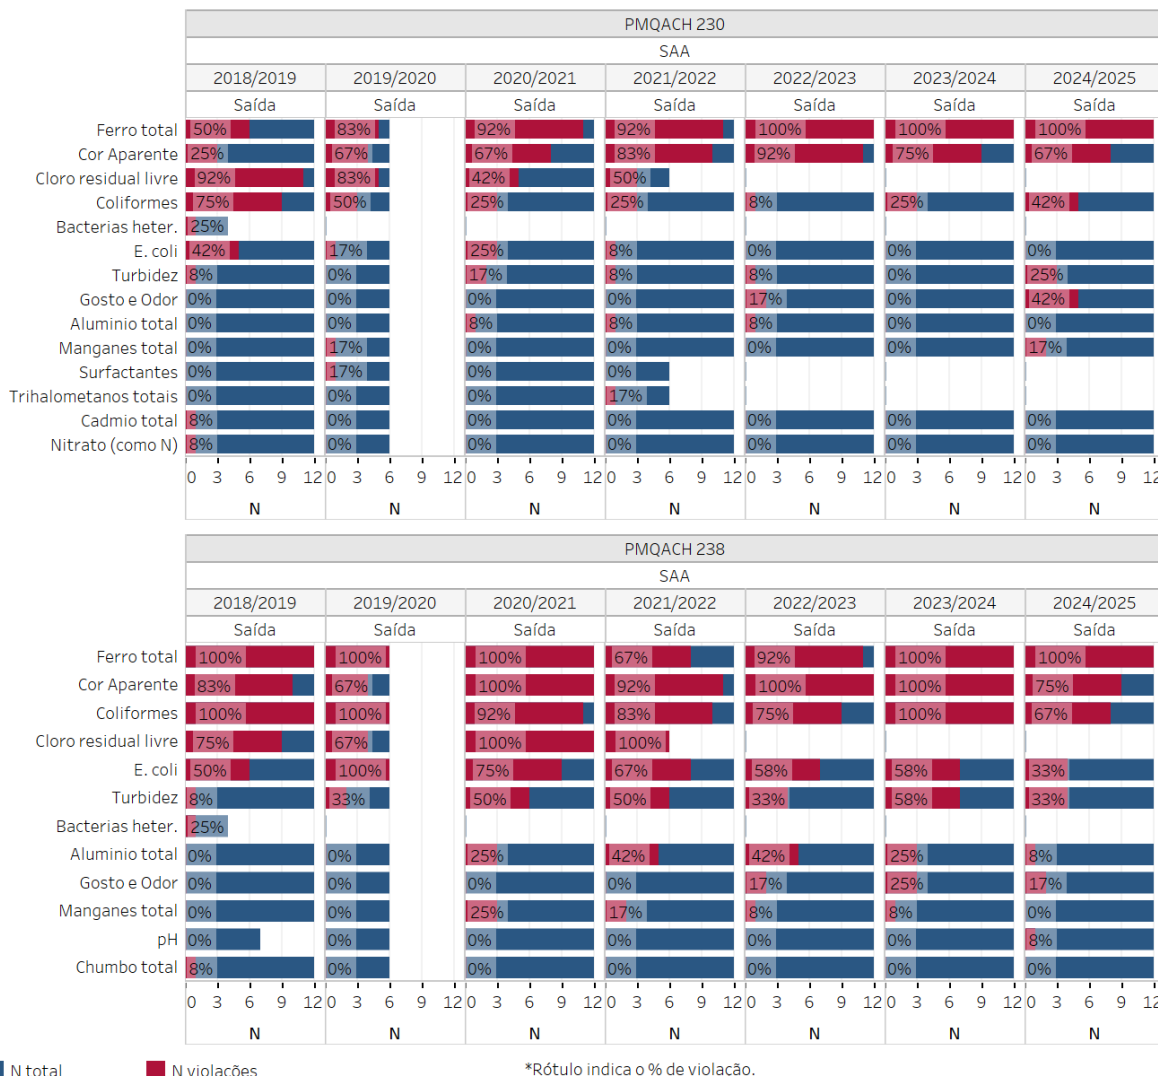 PMQACH 230
SAA
2018/2019 2019/2020 2020/2021 2021/2022 2022/2023 2023/2024 2024/2025
Saída Saída Saída Saída Saída Saída Saída
Ferro total 50% 83% 92% 92% 100% 100% 100%
Cor Aparente 25% 67% 67% 83% 92% 75% 67%
Cloro residual livre 92% 83% 42% 50%
Coliformes 75% 50% 25% 25% 8% 25% 42%
Bacterias heter. 25%
E. coli 42% 17% 25% 8% 0% 0% 0%
Turbidez 8% 0% 17% 8% 8% 0% 25%
Gosto e Odor 0% 0% 0% 0% 17% 0% 42%
Aluminio total 0% 0% 8% 8% 8% 0% 0%
Manganes total 0% 17% 0% 0% 0% 0% 17%
Surfactantes 0% 17% 0% 0%
Trihalometanos totais 0% 0% 0% 17%
Cadmio total 8% 0% 0% 0% 0% 0% 0%
Nitrato (como N) 8% 0% 0% 0% 0% 0% 0%
0 3 6 9 12 0 3 6 9 12 0 3 6 9 12 0 3 6 9 12 0 3 6 9 12 0 3 6 9 12 0 3 6 9 12
N N N N N N N
PMQACH 238
SAA
2018/2019 2019/2020 2020/2021 2021/2022 2022/2023 2023/2024 2024/2025
Saída Saída Saída Saída Saída Saída Saída
Ferro total 100% 100% 100% 67% 92% 100% 100%
Cor Aparente 83% 67% 100% 92% 100% 100% 75%
Coliformes 100% 100% 92% 83% 75% 100% 67%
Cloro residual livre 75% 67% 100% 100%
E. coli 50% 100% 75% 67% 58% 58% 33%
Turbidez 8% 33% 50% 50% 33% 58% 33%
Bacterias heter. 25%
Aluminio total 0% 0% 25% 42% 42% 25% 8%
Gosto e Odor 0% 0% 0% 0% 17% 25% 17%
Manganes total 0% 0% 25% 17% 8% 8% 0%
pH 0% 0% 0% 0% 0% 0% 8%
Chumbo total 8% 0% 0% 0% 0% 0% 0%
0 3 6 9 12 0 3 6 9 12 0 3 6 9 12 0 3 6 9 12 0 3 6 9 12 0 3 6 9 12 0 3 6 9 12
N N N N N N N
N total N violações *Rótulo indica o % de violação.